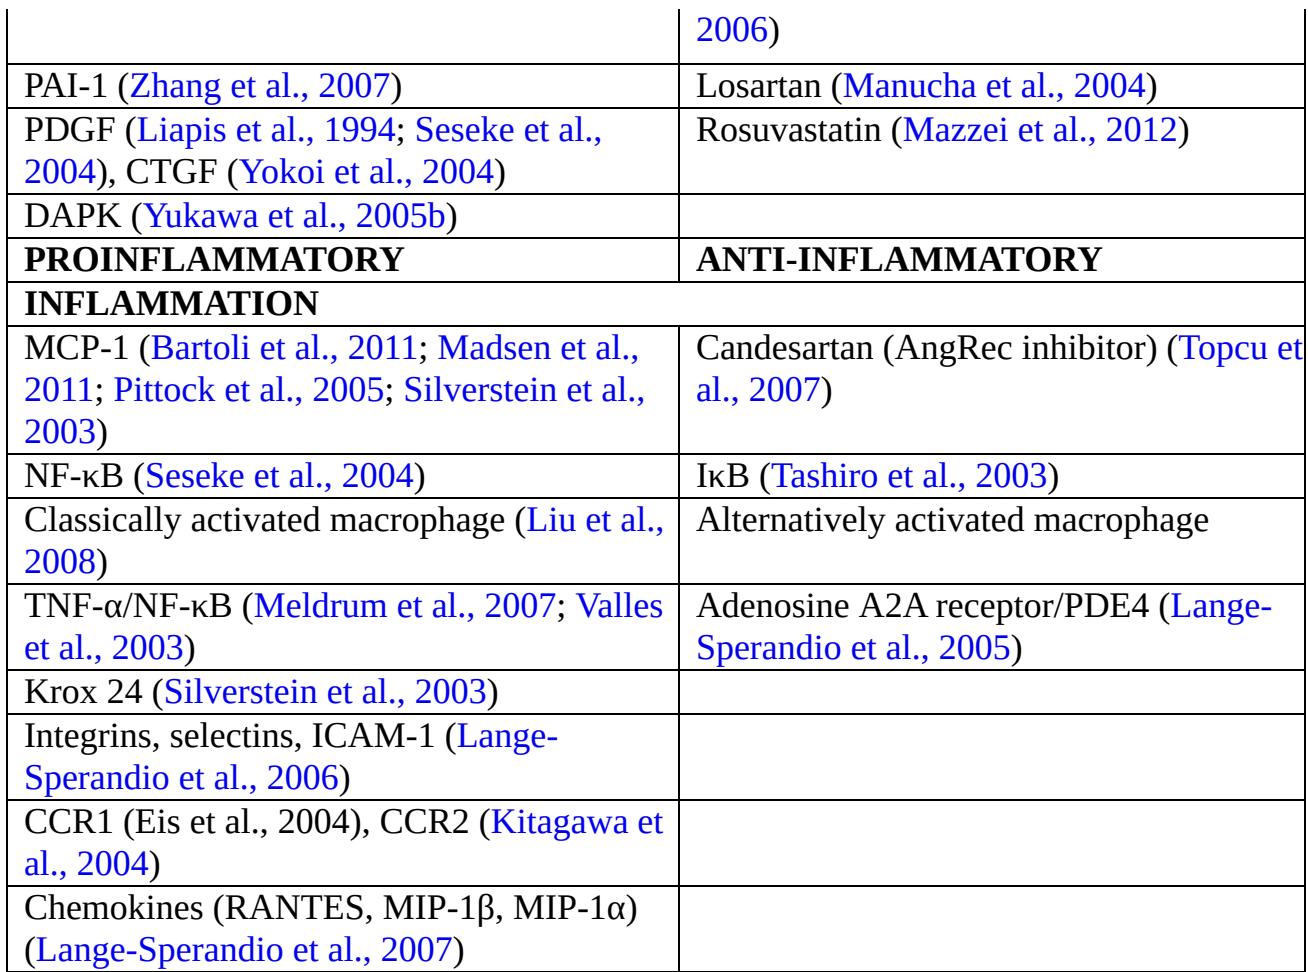 2006)
PAI-1 (Zhang et al., 2007)
Losartan (Manucha et al., 2004)
PDGF (Liapis et al., 1994; Seseke et al.,
2004), CTGF (Yokoi et al., 2004)
Rosuvastatin (Mazzei et al., 2012)
DAPK (Yukawa et al., 2005b)
PROINFLAMMATORY
ANTI-INFLAMMATORY
INFLAMMATION
MCP-1 (Bartoli et al., 2011; Madsen et al.,
2011; Pittock et al., 2005; Silverstein et al.,
2003)
Candesartan (AngRec inhibitor) (Topcu et
al., 2007)
NF-κB (Seseke et al., 2004)
IκB (Tashiro et al., 2003)
Classically activated macrophage (Liu et al.,
2008)
Alternatively activated macrophage
TNF-α/NF-κB (Meldrum et al., 2007; Valles
et al., 2003)
Adenosine A2A receptor/PDE4 (Lange-
Sperandio et al., 2005)
Krox 24 (Silverstein et al., 2003)
Integrins, selectins, ICAM-1 (Lange-
Sperandio et al., 2006)
CCR1 (Eis et al., 2004), CCR2 (Kitagawa et
al., 2004)
Chemokines (RANTES, MIP-1β, MIP-1α)
(Lange-Sperandio et al., 2007)